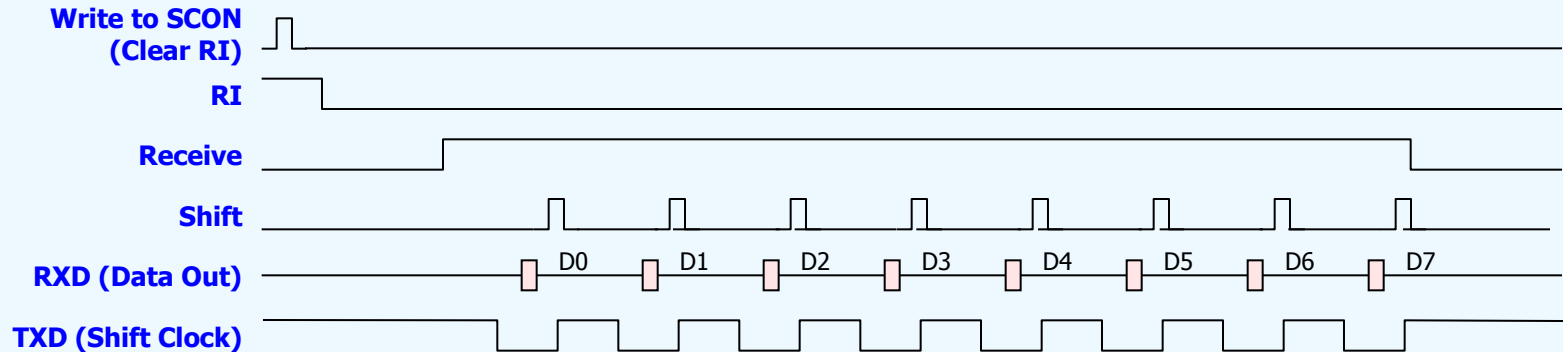 Write to SCON
(Clear RI)
RI
Receive
Shift
D0 D1 D2 D3 D4 D5 D6 D7
RXD (Data Out)
TXD (Shift Clock)